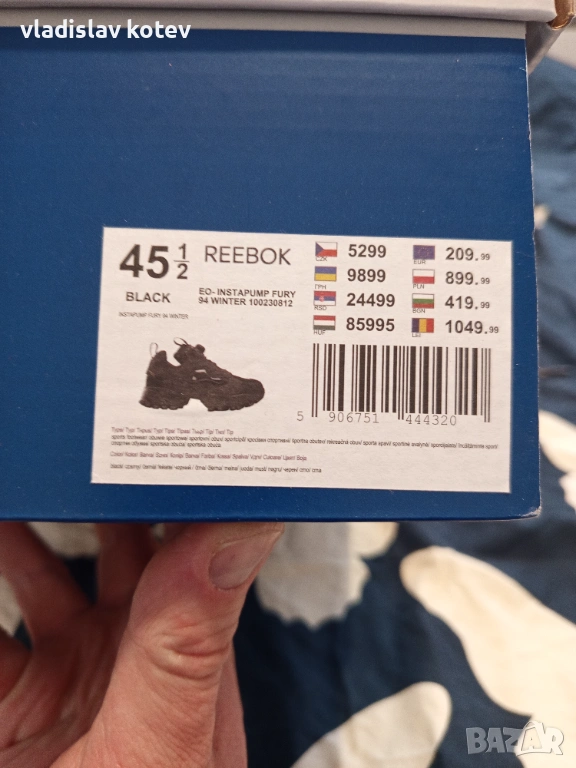 vladislav kotev
45 1/2 REEBOK
BLACK
EO- INSTAPUMP FURY
94 WINTER 100230812
INSTAPUMP FURY 94 WINTER
CZK 5299
ГРН 9899
RSD 24499
HUF 85995
EUR 209.99
PLN 899.99
BGN 419.99
LEI 1049.99
5 906751 444320
BAZAR